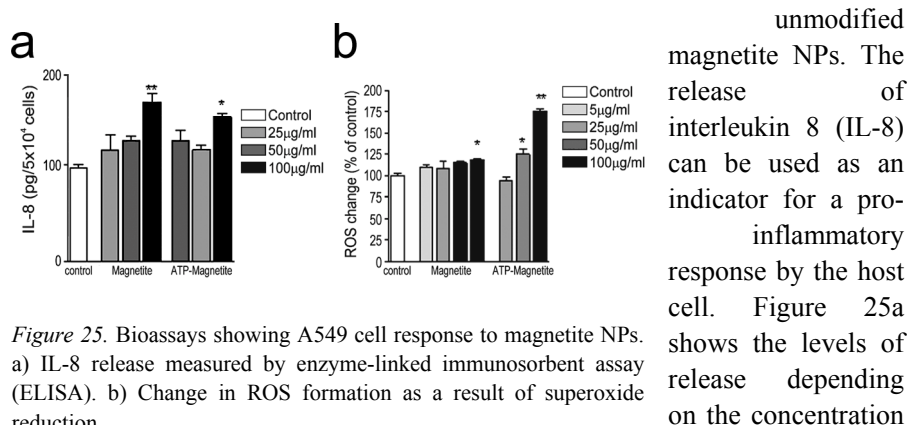 a
200
100
0
IL-8 (pg/5x10⁴ cells)
**
*
control
Magnetite
ATP-Magnetite
Control
25µg/ml
50µg/ml
100µg/ml
b
200
175
150
125
100
75
50
25
0
ROS change (% of control)
*
*
**
control
Magnetite
ATP-Magnetite
Control
5µg/ml
25µg/ml
50µg/ml
100µg/ml
Figure 25. Bioassays showing A549 cell response to magnetite NPs.
a) IL-8 release measured by enzyme-linked immunosorbent assay
(ELISA). b) Change in ROS formation as a result of superoxide
reduction
unmodified
magnetite NPs. The
release of
interleukin 8 (IL-8)
can be used as an
indicator for a pro-
inflammatory
response by the host
cell. Figure 25a
shows the levels of
release depending
on the concentration